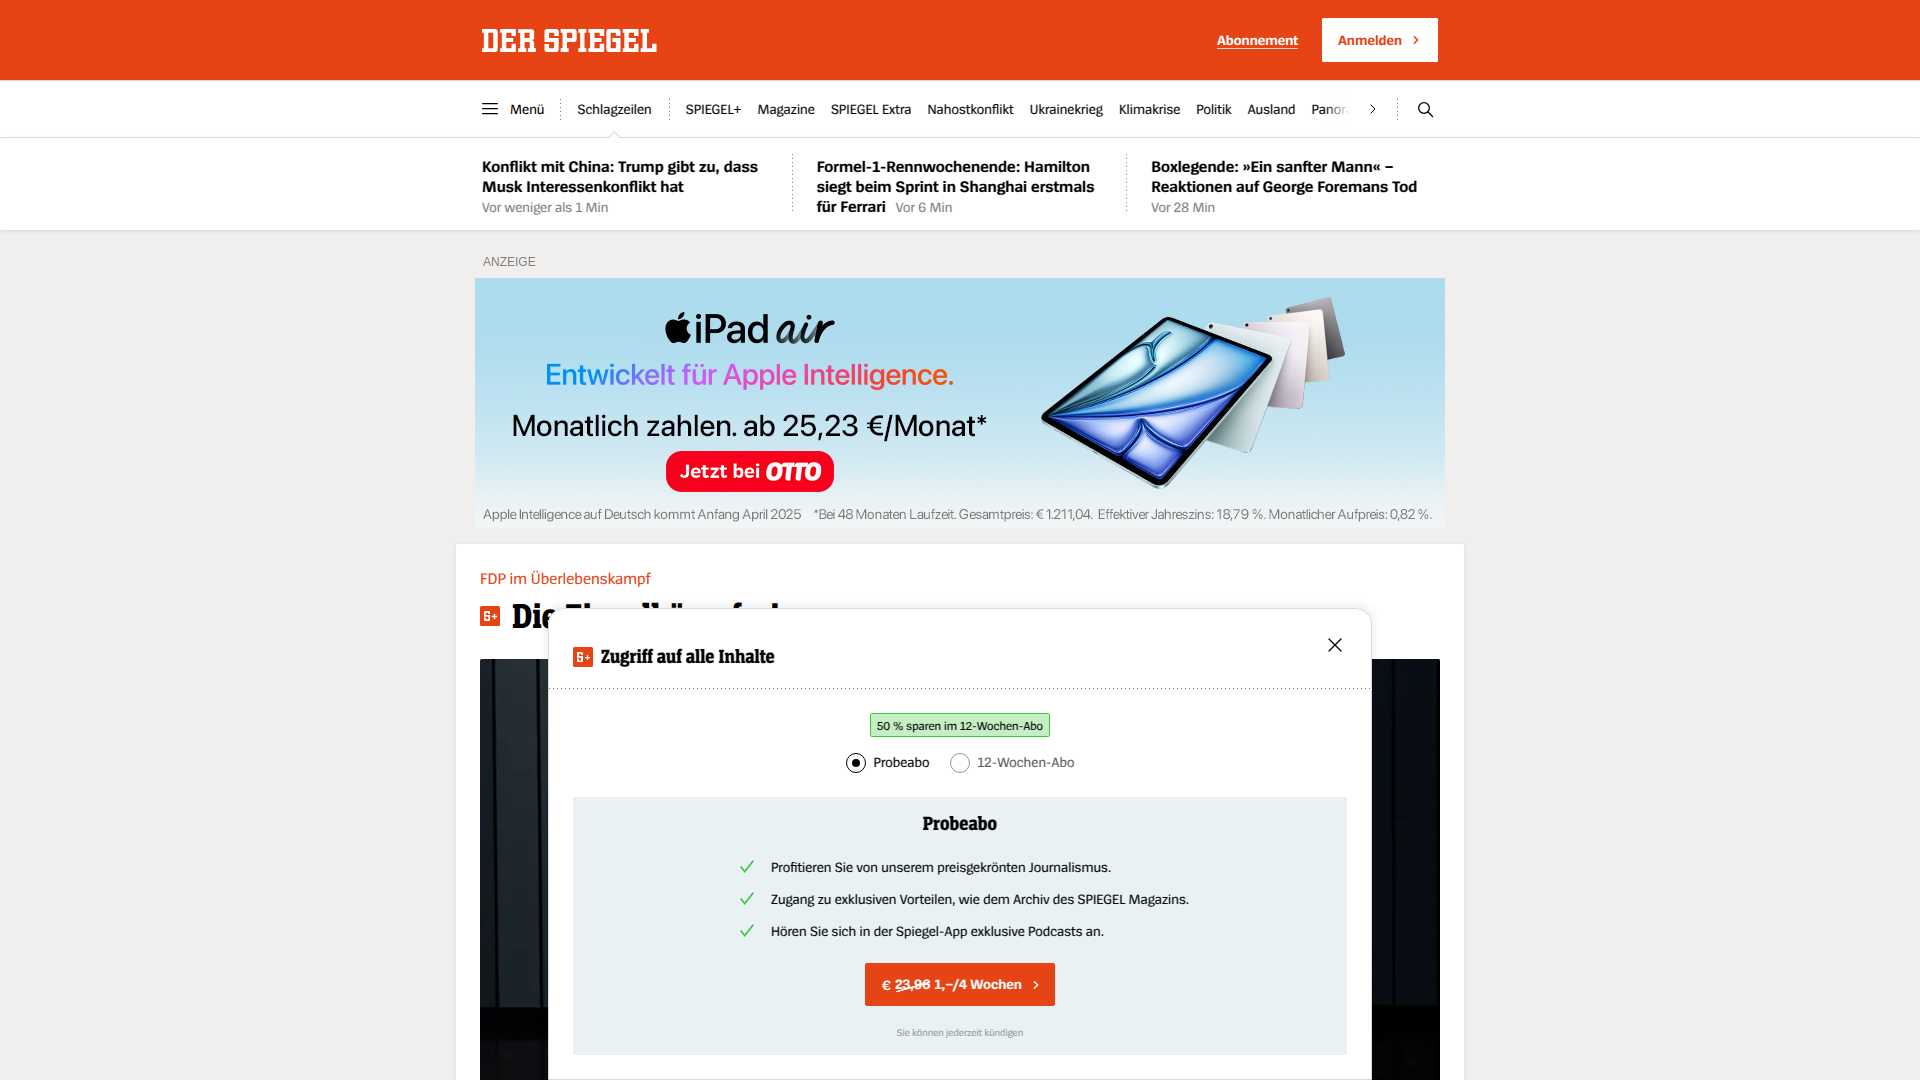 DER SPIEGEL
Abonnement
Anmelden
Menü
Schlagzeilen
SPIEGEL+
Magazine
SPIEGEL Extra
Nahostkonflikt
Ukrainekrieg
Klimakrise
Politik
Ausland
Konflikt mit China: Trump gibt zu, dass
Musk Interessenkonflikt hat
Vor weniger als 1 Min
Formel-1-Rennwochenende: Hamilton
siegt beim Sprint in Shanghai erstmals
für Ferrari Vor 6 Min
Boxlegende: »Ein sanfter Mann« –
Reaktionen auf George Foremans Tod
Vor 28 Min
ANZEIGE
iPad air
Entwickelt für Apple Intelligence.
Monatlich zahlen. ab 25,23 €/Monat*
Jetzt bei OTTO
Apple Intelligence auf Deutsch kommt Anfang April 2025 *Bei 48 Monaten Laufzeit. Gesamtpreis: € 1.211,04. Effektiver Jahreszins: 18,79 %. Monatlicher Aufpreis: 0,82 %.
FDP im Überlebenskampf
Die
Zugriff auf alle Inhalte
50 % sparen im 12-Wochen-Abo
Probeabo
12-Wochen-Abo
Probeabo
Profitieren Sie von unserem preisgekrönten Journalismus.
Zugang zu exklusiven Vorteilen, wie dem Archiv des SPIEGEL Magazins.
Hören Sie sich in der Spiegel-App exklusive Podcasts an.
€ 23,96 1,–/4 Wochen
Sie können jederzeit kündigen